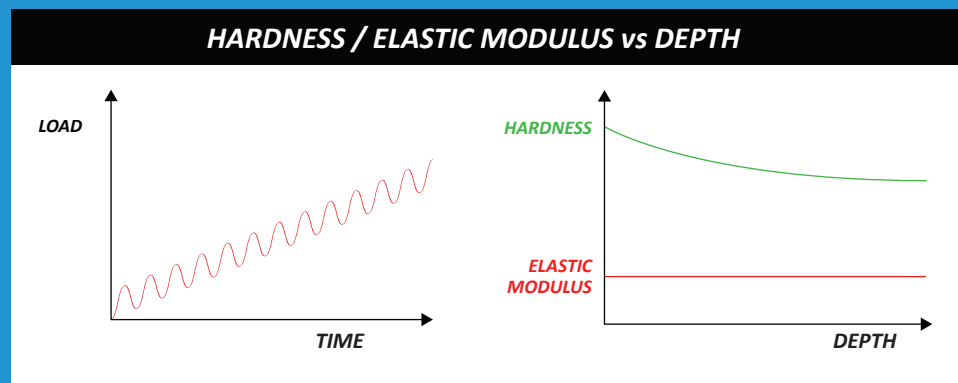 HARDNESS / ELASTIC MODULUS vs DEPTH
LOAD
TIME
HARDNESS
ELASTIC
MODULUS
DEPTH